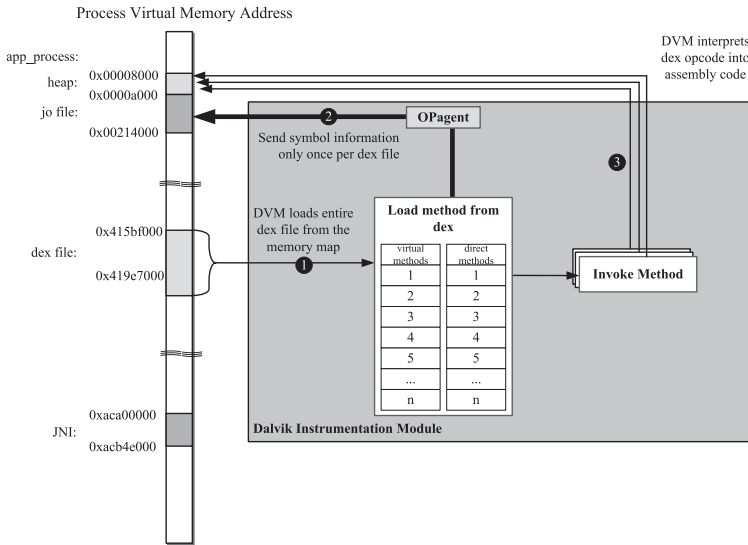 Process Virtual Memory Address
DVM interprets
dex opcode into
assembly code
app_process:
0x00008000
heap:
0x0000a000
jo file:
0x00214000
OPagent
2
Send symbol information
only once per dex file
3
Load method from
dex
DVM loads entire
dex file from the
memory map
1
0x415bf000
dex file:
0x419e7000
virtual
methods
direct
methods
1
1
2
2
3
3
4
4
5
5
...
...
n
n
Invoke Method
Dalvik Instrumentation Module
0xaca00000
JNI:
0xacb4e000